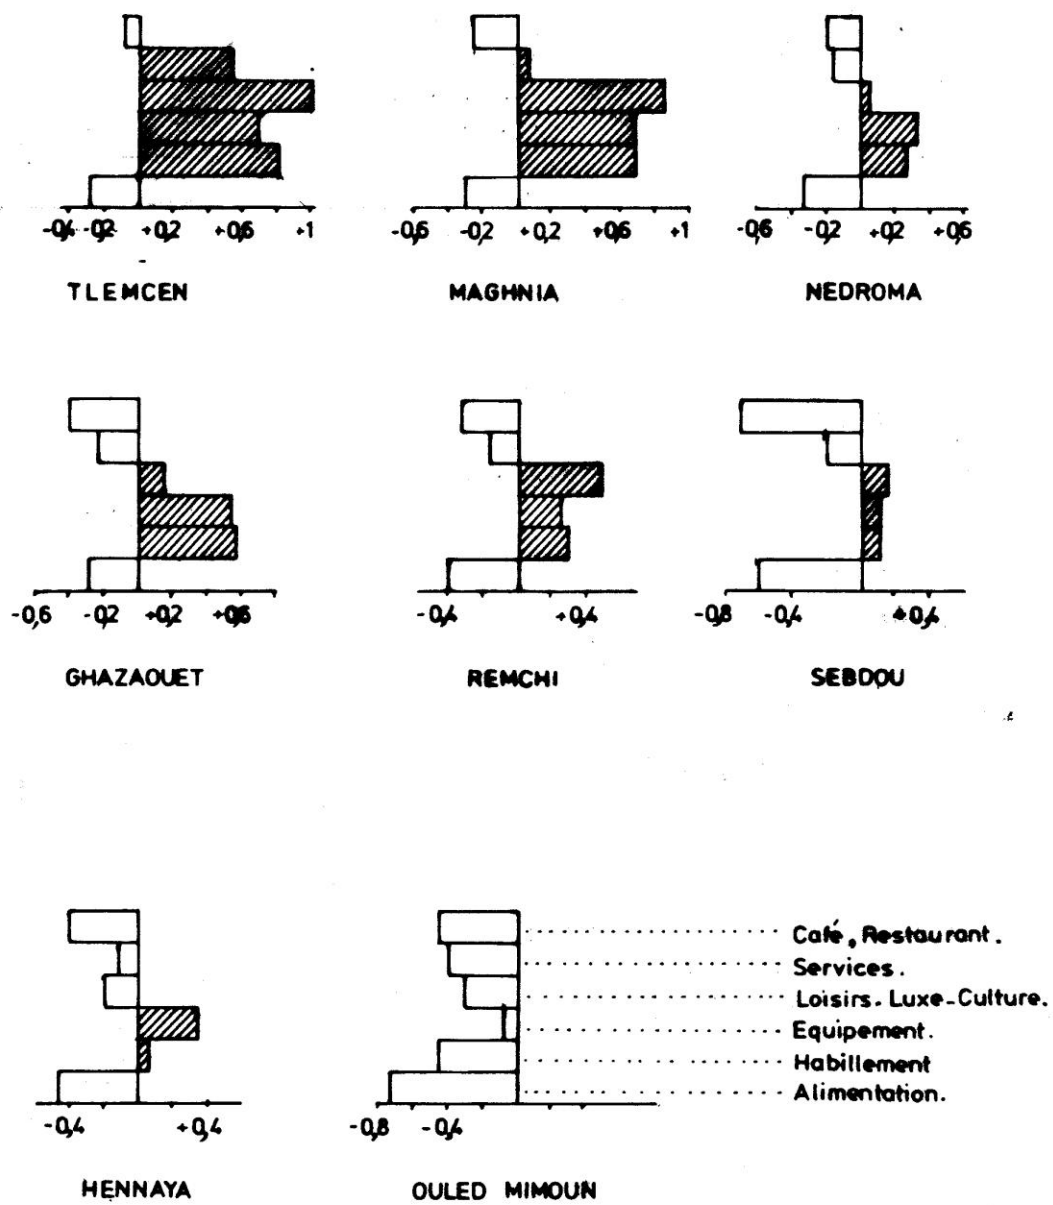 -0,4 -0,2 +0,2 +0,6 +1
-0,6 -0,2 +0,2 +0,6 +1
-0,6 -0,2 +0,2 +0,6
TLEMCEN
MAGHNIA
NEDROMA
-0,6 -0,2 +0,2 +0,6
-0,4 +0,4
-0,8 -0,4 +0,4
GHAZAOUET
REMCHI
SEBDOU
Café, Restaurant.
Services.
Loisirs-Luxe-Culture.
Equipement.
Habillement
Alimentation.
-0,4 +0,4
-0,8 -0,4
HENNAYA
OULED MIMOUN